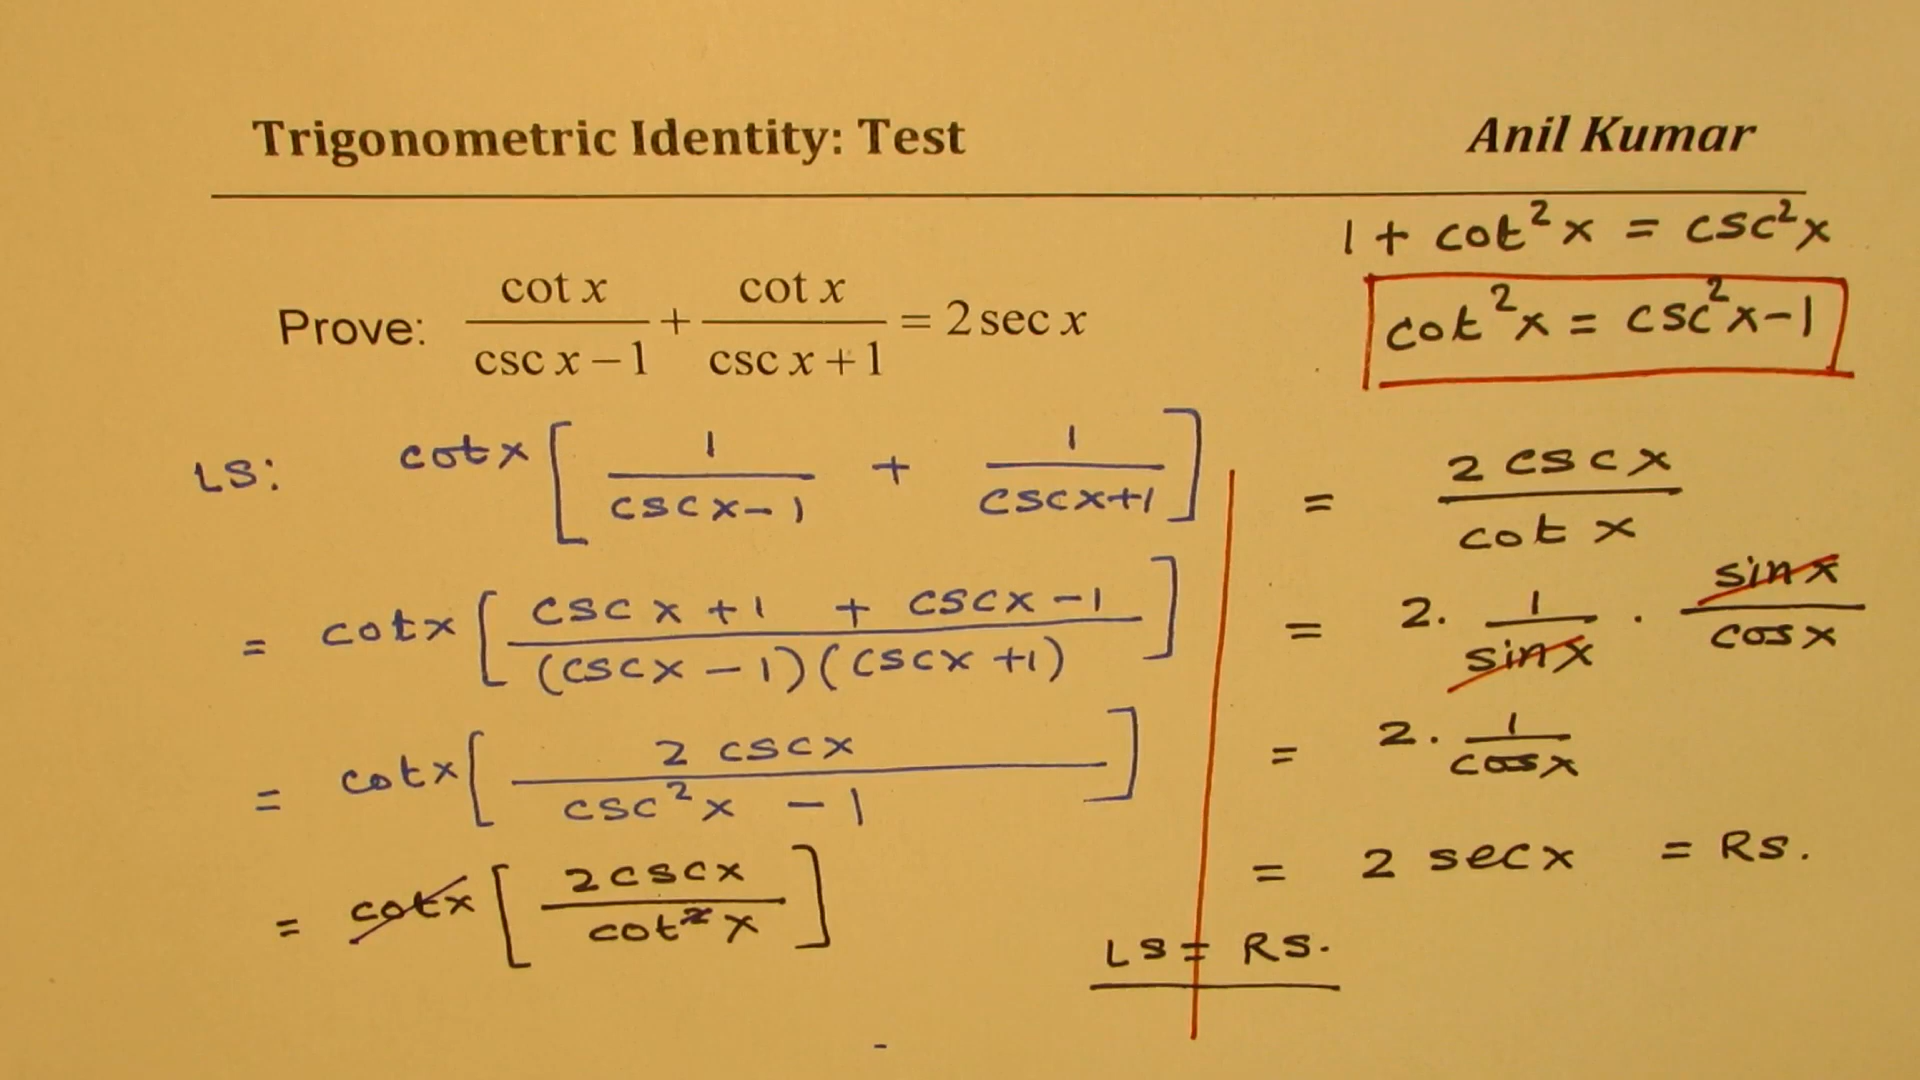 Trigonometric Identity: Test
Anil Kumar
1 + cot²x = csc²x
cot²x = csc²x-1
Prove: cot x / (csc x − 1) + cot x / (csc x + 1) = 2 sec x
LS: cotx [ 1 / (cscx-1) + 1 / (cscx+1) ]
= cotx [ (cscx +1 + cscx -1) / ((cscx - 1)(cscx +1)) ]
= cotx [ 2 cscx / (csc²x - 1) ]
= cotx [ 2cscx / cot²x ]
= 2 cscx / cot x
= 2. 1/sinx . sinx/cosx
= 2. 1/cosx
= 2 secx = RS.
LS = RS.